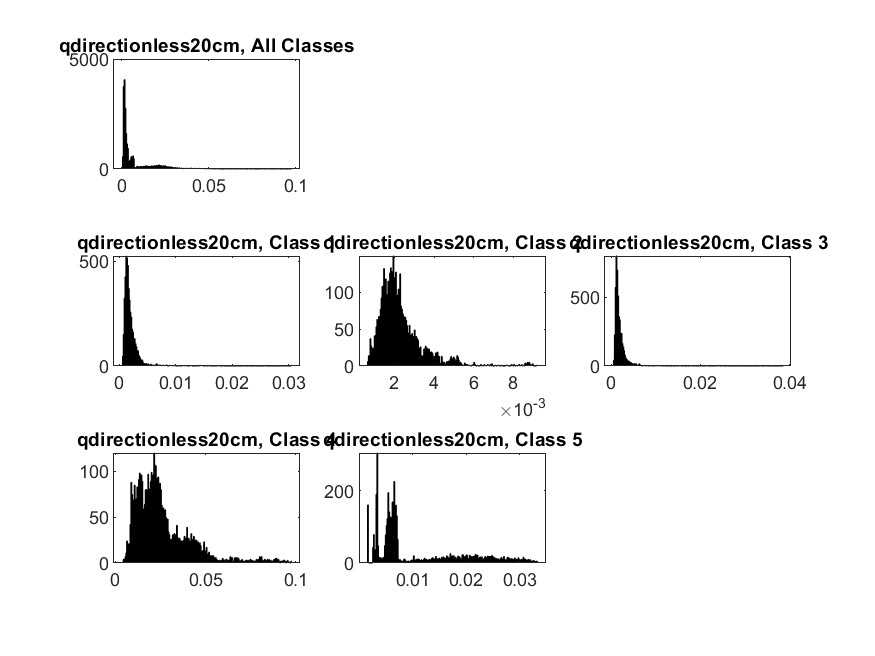 qdirectionless20cm, All Classes
5000
0
0 0.05 0.1
qdirectionless20cm, Class 1
500
0
0 0.01 0.02 0.03
qdirectionless20cm, Class 2
100
50
0
2 4 6 8
×10-3
qdirectionless20cm, Class 3
500
0
0 0.02 0.04
qdirectionless20cm, Class 4
100
50
0
0 0.05 0.1
qdirectionless20cm, Class 5
200
0
0.01 0.02 0.03